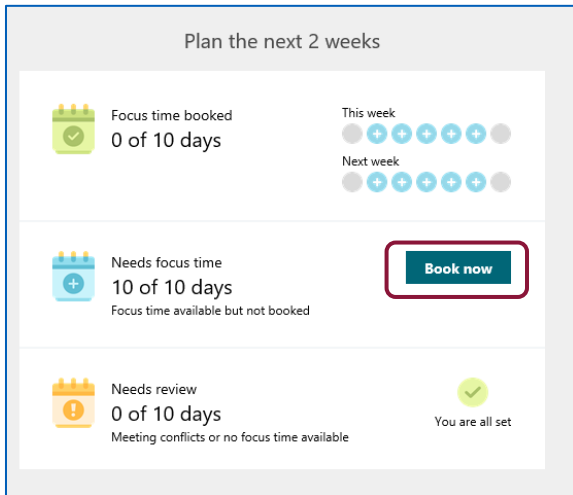 Plan the next 2 weeks
Focus time booked
0 of 10 days
This week
Next week
Needs focus time
10 of 10 days
Focus time available but not booked
Book now
Needs review
0 of 10 days
Meeting conflicts or no focus time available
You are all set